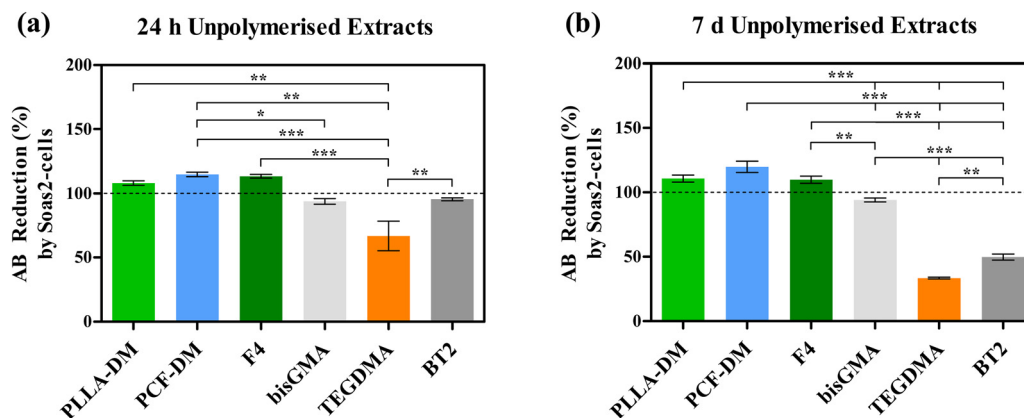 (a)
24 h Unpolymerised Extracts
AB Reduction (%)
by Soas2-cells
200
150
100
50
0
**
**
*
***
***
**
PLLA-DM
PCF-DM
F4
bisGMA
TEGDMA
BT2
(b)
7 d Unpolymerised Extracts
AB Reduction (%)
by Soas2-cells
200
150
100
50
0
***
***
***
**
***
**
PLLA-DM
PCF-DM
F4
bisGMA
TEGDMA
BT2